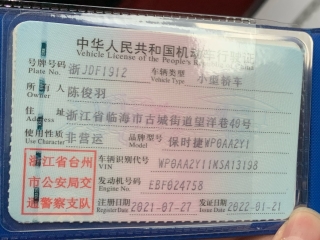 中华人民共和国机动车行驶证
Vehicle License of the People's Re
号牌号码 浙JDF1912 车辆类型 小型轿车
Plate No. Vehicle Type
所有人 陈俊羽
Owner
住址 浙江省临海市古城街道望洋巷40号
Address
使用性质 非营运 品牌型号 保时捷WP0AA2YI
Use Character Model
浙江省台州 车辆识别代号 WP0AA2Y11NSA13198
VIN
市公安局交 发动机号码 EBF024758
Engine No.
通警察支队 注册日期 2021-07-27 发证日期 2022-01-21
Register Date Issue Date